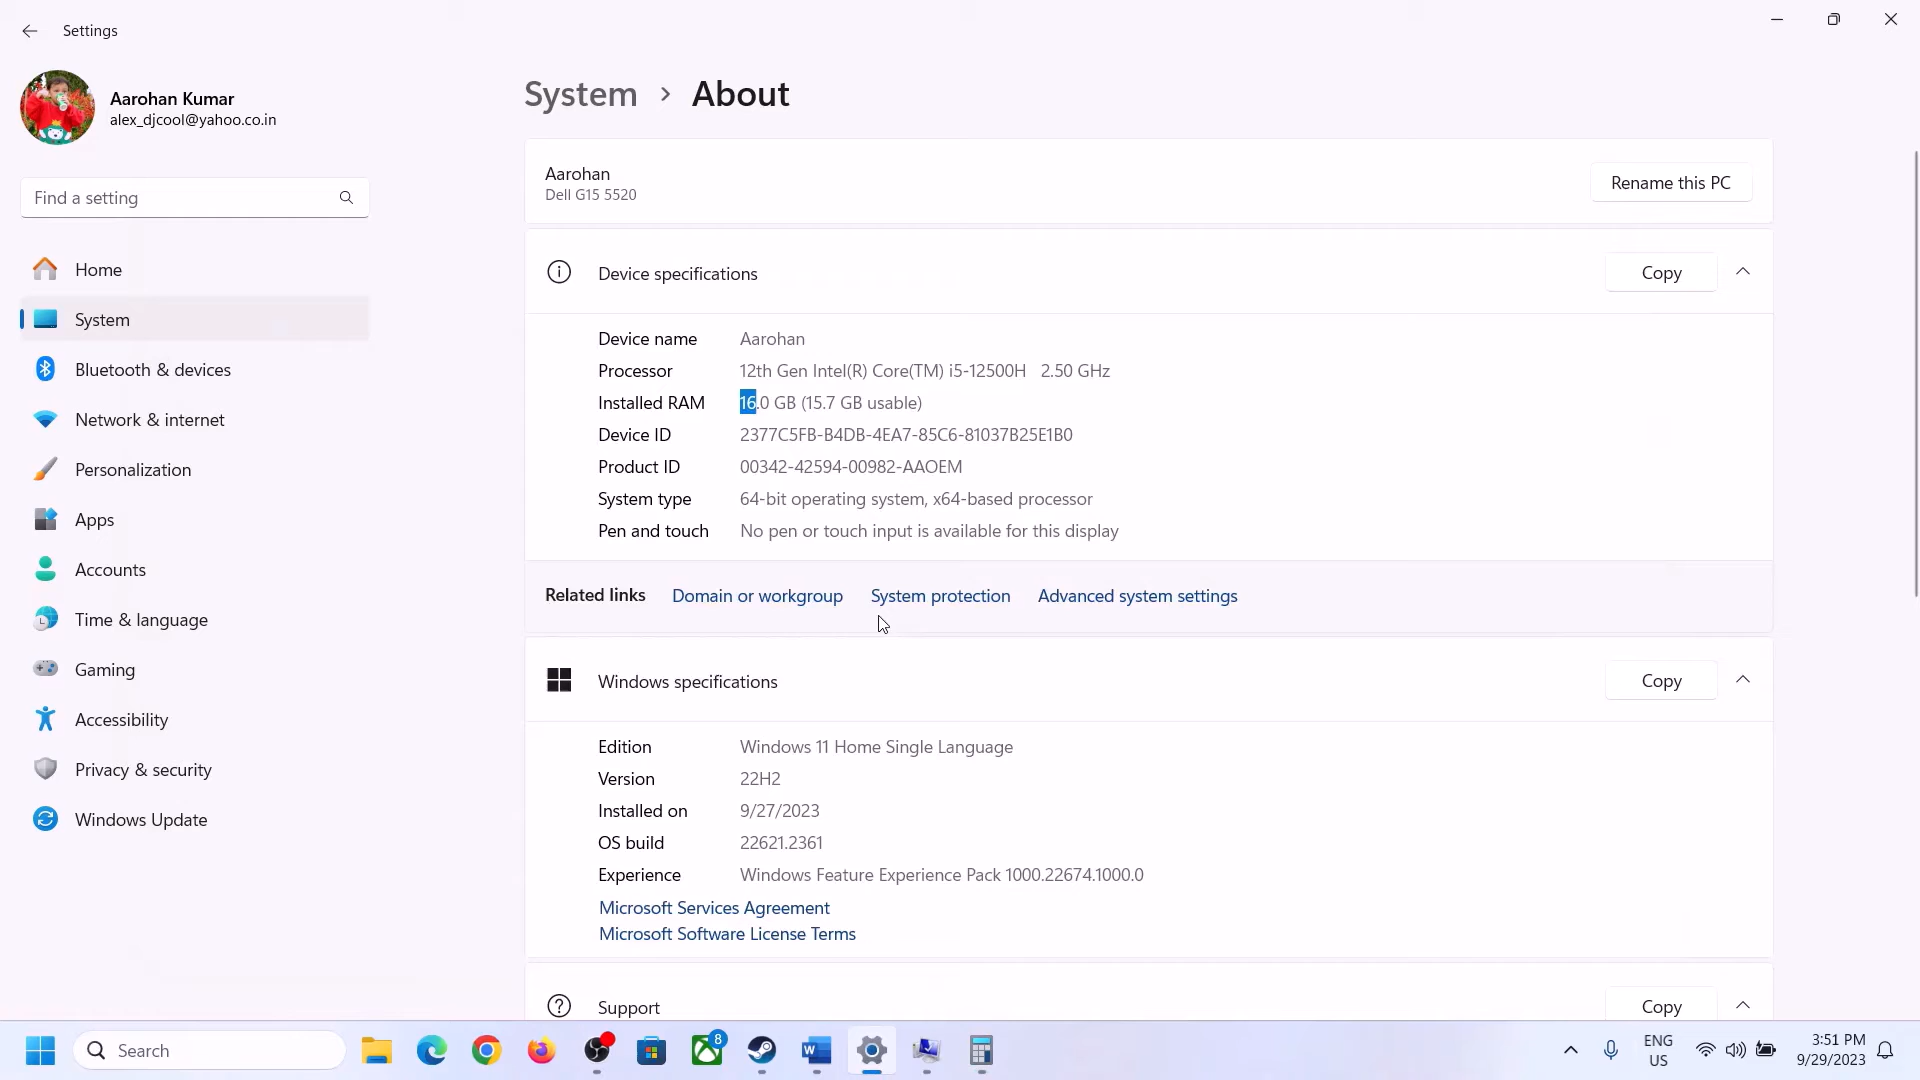 Settings
Aarohan Kumar
alex_djcool@yahoo.co.in
Find a setting
Home
System
Bluetooth & devices
Network & internet
Personalization
Apps
Accounts
Time & language
Gaming
Accessibility
Privacy & security
Windows Update
System > About
Aarohan
Dell G15 5520
Rename this PC
Device specifications
Copy
Device name Aarohan
Processor 12th Gen Intel(R) Core(TM) i5-12500H 2.50 GHz
Installed RAM 16.0 GB (15.7 GB usable)
Device ID 2377C5FB-B4DB-4EA7-85C6-81037B25E1B0
Product ID 00342-42594-00982-AAOEM
System type 64-bit operating system, x64-based processor
Pen and touch No pen or touch input is available for this display
Related links Domain or workgroup System protection Advanced system settings
Windows specifications
Copy
Edition Windows 11 Home Single Language
Version 22H2
Installed on 9/27/2023
OS build 22621.2361
Experience Windows Feature Experience Pack 1000.22674.1000.0
Microsoft Services Agreement
Microsoft Software License Terms
Support
Copy
Search
8
W
ENG
US
3:51 PM
9/29/2023